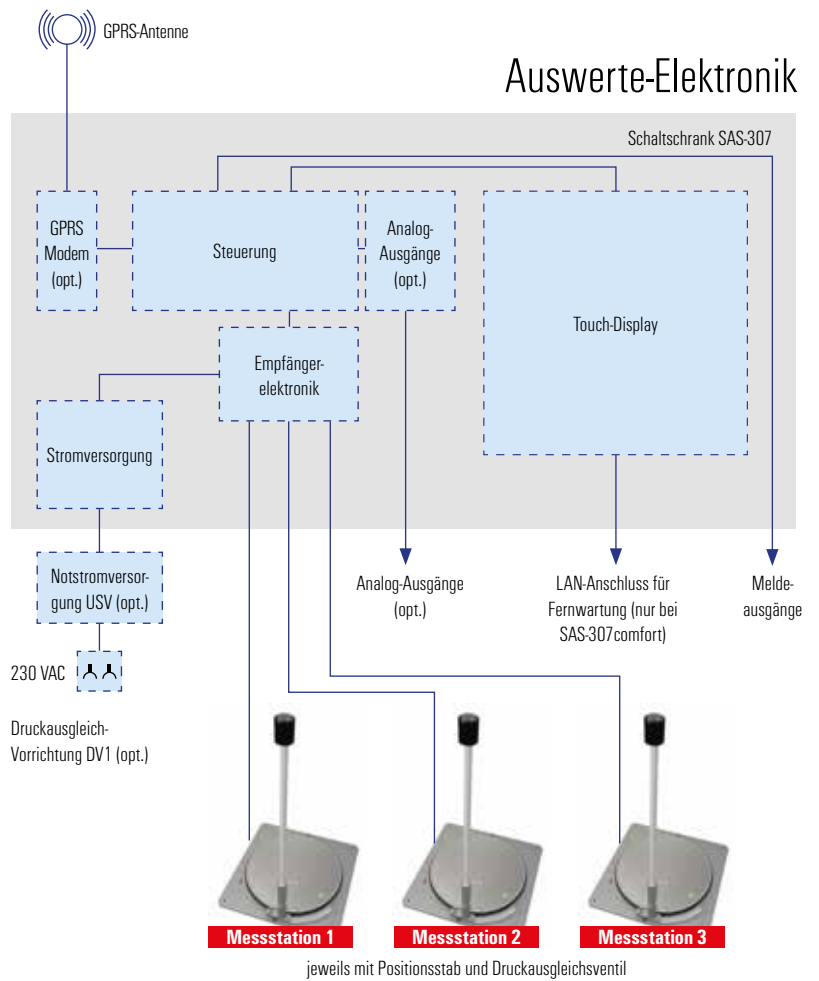 GPRS-Antenne
Auswerte-Elektronik
Schaltschrank SAS-307
GPRS
Modem
(opt.)
Steuerung
Analog-
Ausgänge
(opt.)
Touch-Display
Empfänger-
elektronik
Stromversorgung
Notstromversor-
gung USV (opt.)
Analog-Ausgänge
(opt.)
LAN-Anschluss für
Fernwartung (nur bei
SAS-307comfort)
Melde-
ausgänge
230 VAC
Druckausgleich-
Vorrichtung DV1 (opt.)
Messstation 1
Messstation 2
Messstation 3
jeweils mit Positionsstab und Druckausgleichsventil